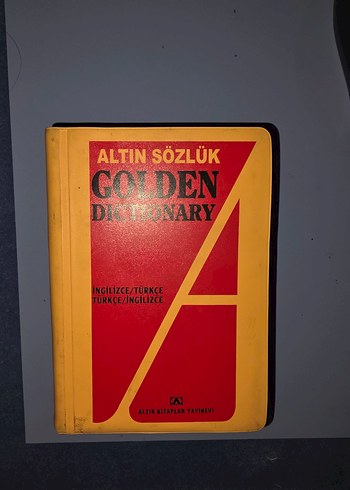 ALTIN SÖZLÜK
GOLDEN
DICTIONARY
İNGİLİZCE/TÜRKÇE
TÜRKÇE/İNGİLİZCE
ALTIN KİTAPLAR YAYINEVİ